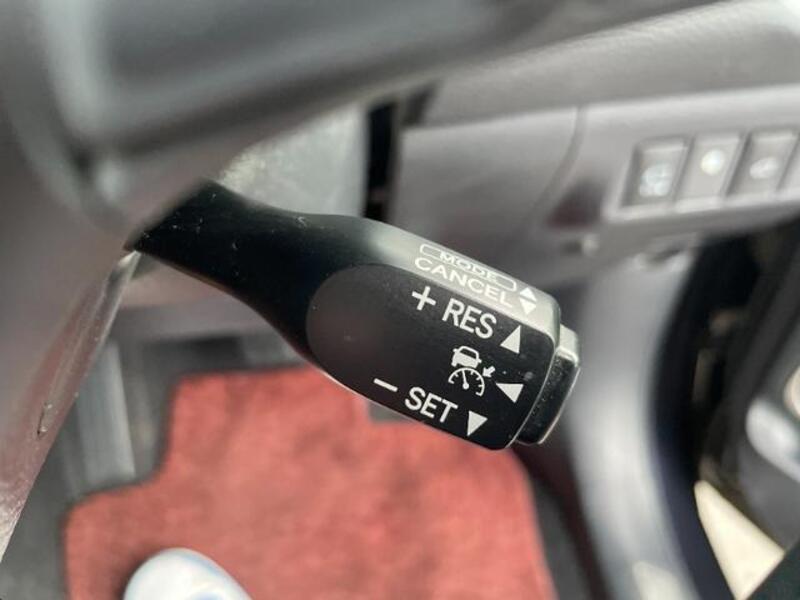 MODE
CANCEL
+ RES
- SET